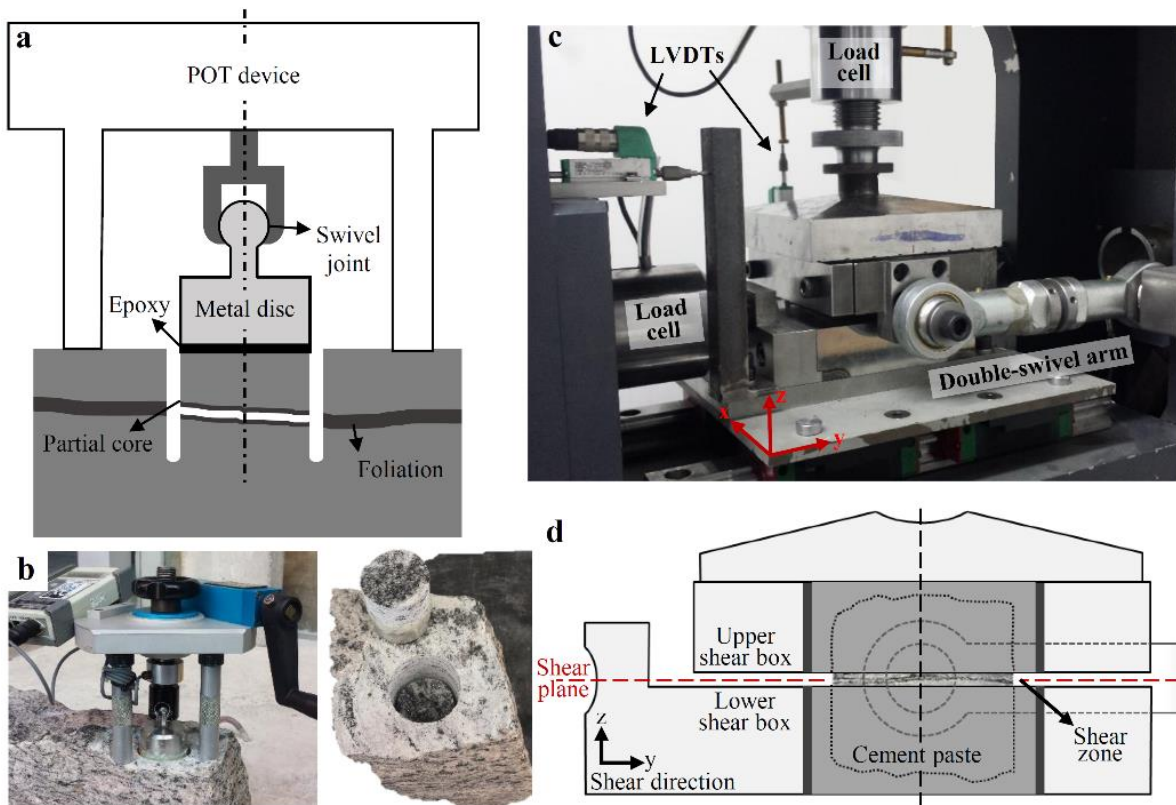 a
POT device
Swivel
joint
Epoxy
Metal disc
Partial core
Foliation
b
c
LVDTs
Load
cell
Load
cell
Double-swivel arm
x
z
y
d
Upper
shear box
Shear
plane
Lower
shear box
z
y
Shear direction
Cement paste
Shear
zone